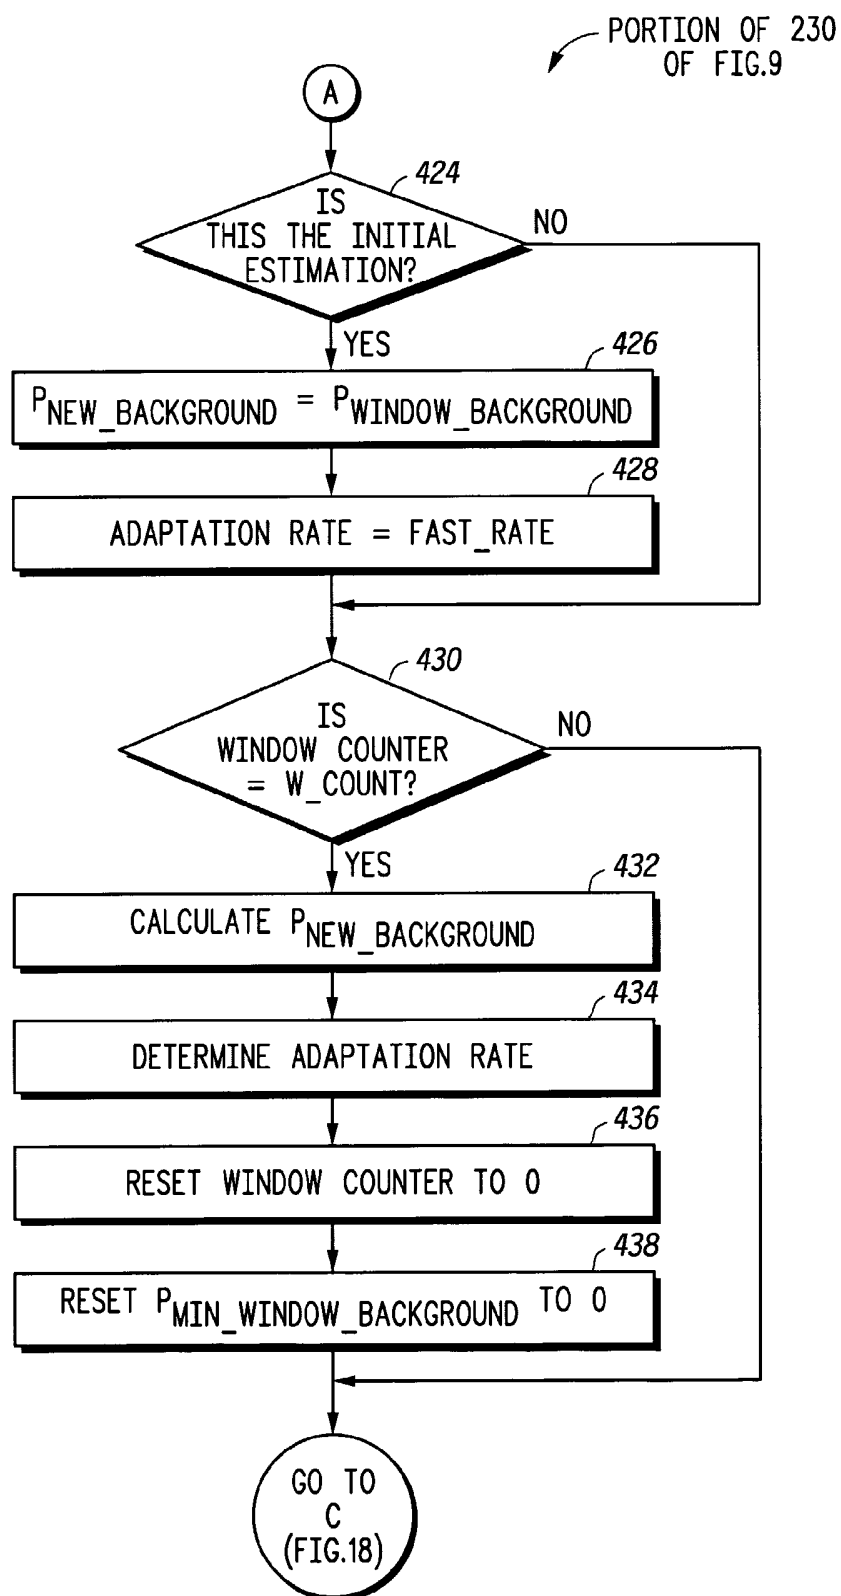 PORTION OF 230
OF FIG.9
A
424
IS
THIS THE INITIAL
ESTIMATION?
NO
YES
426
PNEW_BACKGROUND = PWINDOW_BACKGROUND
428
ADAPTATION RATE = FAST_RATE
430
IS
WINDOW COUNTER
= W_COUNT?
NO
YES
432
CALCULATE PNEW_BACKGROUND
434
DETERMINE ADAPTATION RATE
436
RESET WINDOW COUNTER TO 0
438
RESET PMIN_WINDOW_BACKGROUND TO 0
GO TO
C
(FIG.18)